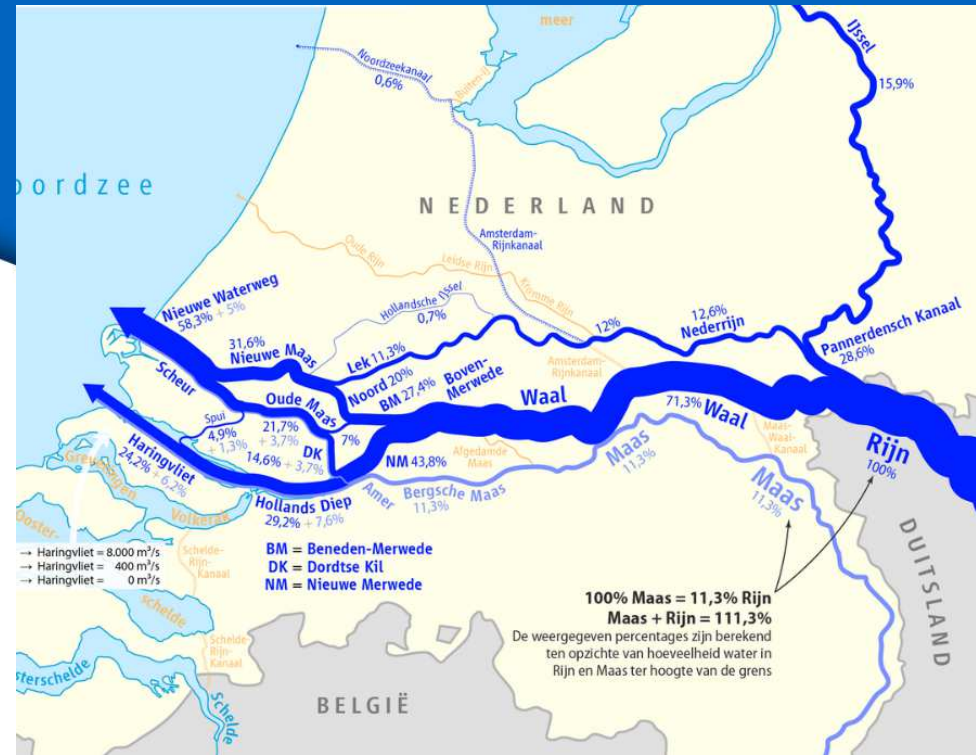 meer
IJssel
15,9%
Noordzeekanaal
0,6%
Buiten-IJ
oordzee
NEDERLAND
Amsterdam-
Rijnkanaal
Oude Rijn
Leidse Rijn
Kromme Rijn
Nieuwe Waterweg
58,3% + 5%
Hollandsche IJssel
0,7%
12%
12,6%
Nederrijn
Pannerdensch Kanaal
28,6%
31,6%
Nieuwe Maas
Lek 11,3%
Amsterdam-
Rijnkanaal
Noord 20%
BM 27,4%
Boven-
Merwede
Waal
71,3% Waal
Scheur
Oude Maas
21,7%
+ 3,7%
7%
Spui
4,9%
+ 1,3%
DK
14,6% + 3,7%
NM 43,8%
Afgedamde
Maas
Maas
11,3%
Maas-
Waal-
Kanaal
Rijn
100%
Haringvliet
24,2% + 6,2%
Grevelingen
Hollands Diep
29,2% + 7,6%
Amer
Bergsche Maas
11,3%
Maas
11,3%
Volkerak
Ooster-
schelde
→ Haringvliet = 8.000 m³/s
→ Haringvliet = 400 m³/s
→ Haringvliet = 0 m³/s
Schelde-
Rijn-
Kanaal
BM = Beneden-Merwede
DK = Dordtse Kil
NM = Nieuwe Merwede
100% Maas = 11,3% Rijn
Maas + Rijn = 111,3%
De weergegeven percentages zijn berekend
ten opzichte van hoeveelheid water in
Rijn en Maas ter hoogte van de grens
DUITSLAND
Schelde-
Rijn-
Kanaal
sterschelde
Schelde
BELGIË